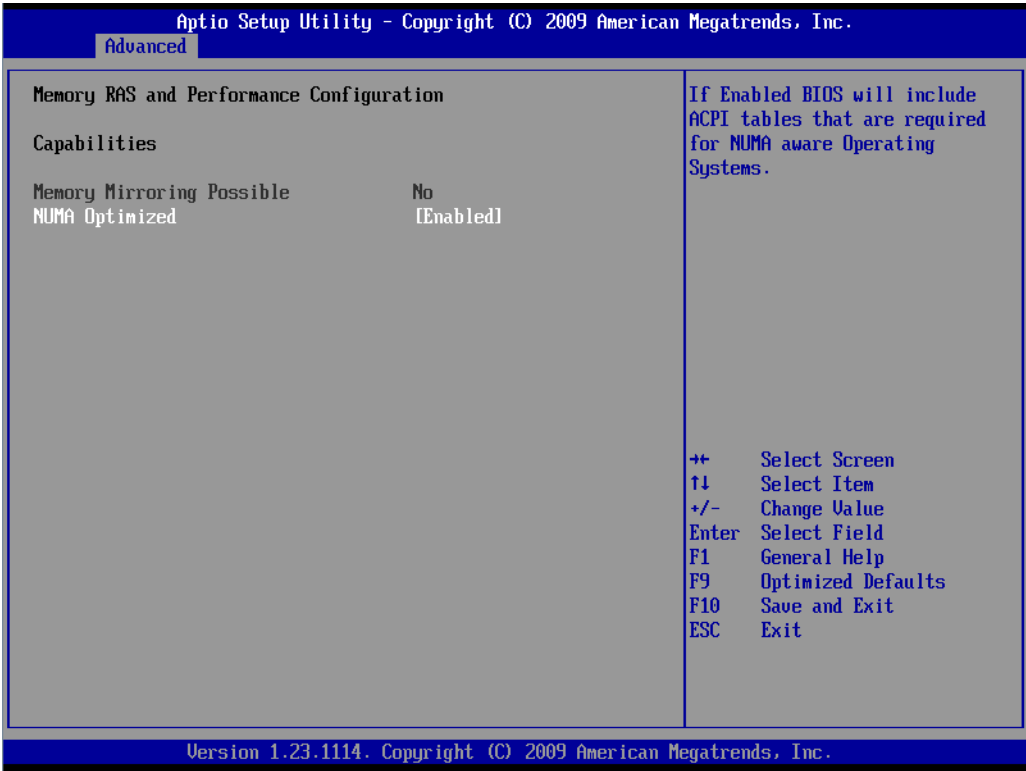 Aptio Setup Utility - Copyright (C) 2009 American Megatrends, Inc.
Advanced
Memory RAS and Performance Configuration
Capabilities
Memory Mirroring Possible No
NUMA Optimized [Enabled]
If Enabled BIOS will include
ACPI tables that are required
for NUMA aware Operating
Systems.
→← Select Screen
↑↓ Select Item
+/- Change Value
Enter Select Field
F1 General Help
F9 Optimized Defaults
F10 Save and Exit
ESC Exit
Version 1.23.1114. Copyright (C) 2009 American Megatrends, Inc.